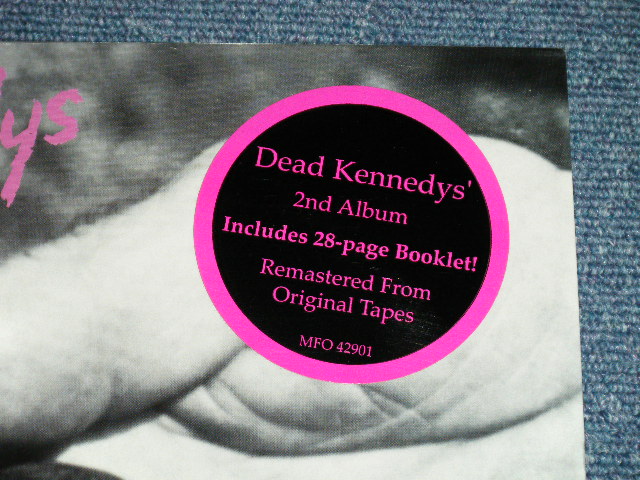 ys
Dead Kennedys'
2nd Album
Includes 28-page Booklet!
Remastered From
Original Tapes
MFO 42901